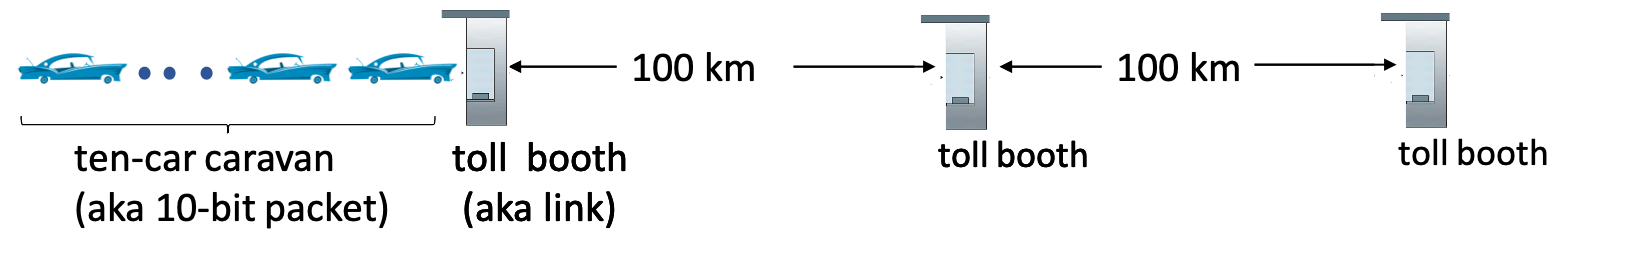 100 km
100 km
ten-car caravan
(aka 10-bit packet)
toll booth
(aka link)
toll booth
toll booth